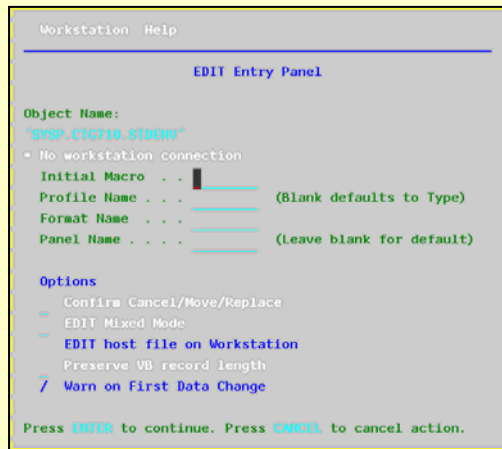 Workstation Help
EDIT Entry Panel
Object Name:
'SYSP.CTG710.STDENV'
* No workstation connection
Initial Macro . .
Profile Name . . . (Blank defaults to Type)
Format Name . . .
Panel Name . . . . (Leave blank for default)
Options
Confirm Cancel/Move/Replace
EDIT Mixed Mode
EDIT host file on Workstation
Preserve VB record length
/ Warn on First Data Change
Press ENTER to continue. Press CANCEL to cancel action.